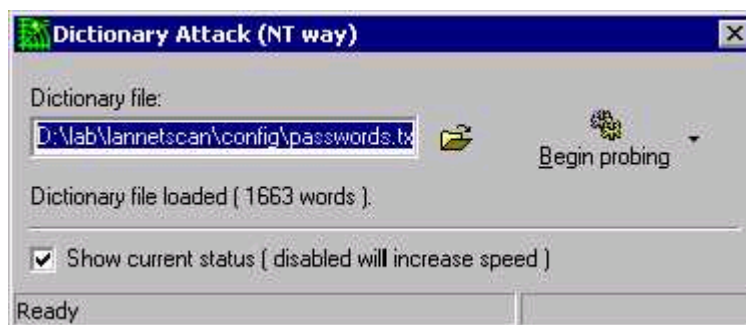 Dictionary Attack (NT way)
Dictionary file:
D:\lab\lannetscan\config\passwords.tx
Begin probing
Dictionary file loaded ( 1663 words ).
Show current status ( disabled will increase speed )
Ready